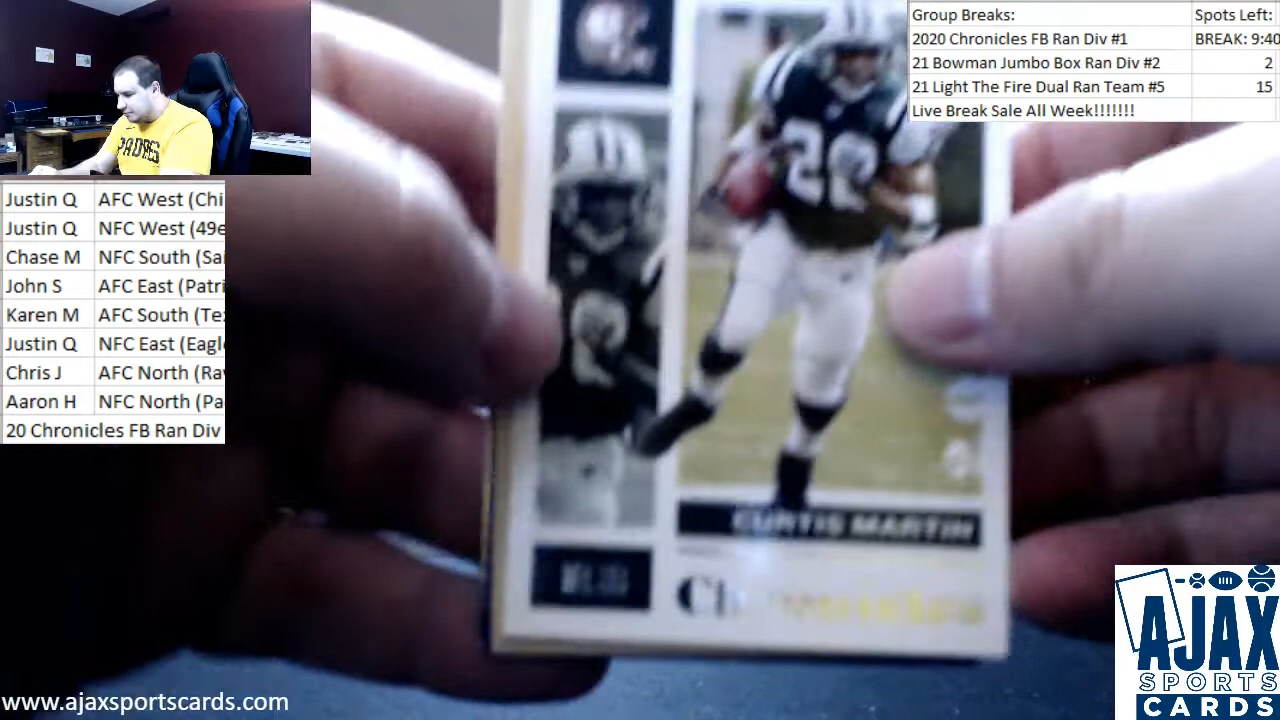 Group Breaks: Spots Left:
2020 Chronicles FB Ran Div #1 BREAK: 9:40
21 Bowman Jumbo Box Ran Div #2 2
21 Light The Fire Dual Ran Team #5 15
Live Break Sale All Week!!!!!!!
PADRES
Justin Q AFC West (Chi
Justin Q NFC West (49e
Chase M NFC South (Sai
John S AFC East (Patri
Karen M AFC South (Te
Justin Q NFC East (Eagl
Chris J AFC North (Ra
Aaron H NFC North (Pa
20 Chronicles FB Ran Div
28
CURTIS MARTIN
Chronicles
www.ajaxsportscards.com
AJAX
SPORTS
CARDS